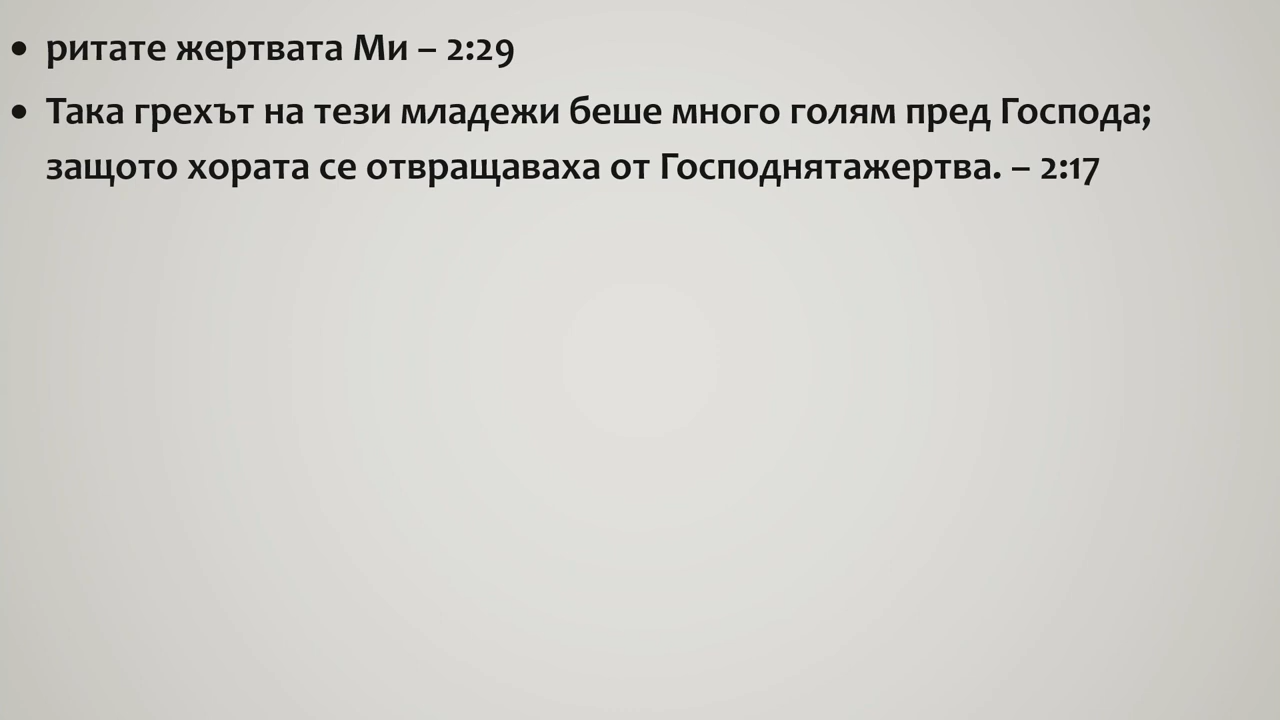 • ритате жертвата Ми – 2:29
• Така грехът на тези младежи беше много голям пред Господа;
защото хората се отвращаваха от Господнятажертва. – 2:17